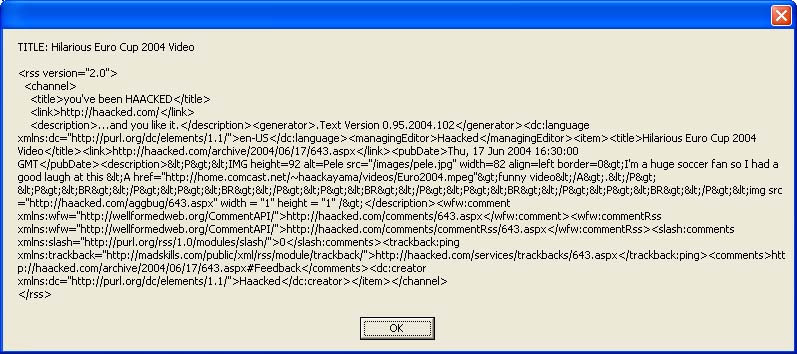 TITLE: Hilarious Euro Cup 2004 Video
<rss version="2.0">
<channel>
<title>you've been HAACKED</title>
<link>http://haacked.com/</link>
<description>...and you like it.</description><generator>.Text Version 0.95.2004.102</generator><dc:language
xmlns:dc="http://purl.org/dc/elements/1.1/">en-US</dc:language><managingEditor>Haacked</managingEditor><item><title>Hilarious Euro Cup 2004
Video</title><link>http://haacked.com/archive/2004/06/17/643.aspx</link><pubDate>Thu, 17 Jun 2004 16:30:00
GMT</pubDate><description>&lt;P&gt;&lt;IMG height=92 alt=Pele src="/images/pele.jpg" width=82 align=left border=0&gt;I'm a huge soccer fan so I had a
good laugh at this &lt;A href="http://home.comcast.net/~haackayama/videos/Euro2004.mpeg"&gt;funny video&lt;/A&gt;.&lt;/P&gt;
&lt;P&gt;&lt;BR&gt;&lt;/P&gt;&lt;P&gt;&lt;P&gt;&lt;BR&gt;&lt;/P&gt;&lt;P&gt;&lt;P&gt;&lt;BR&gt;&lt;/P&gt;&lt;img src
="http://haacked.com/aggbug/643.aspx" width = "1" height = "1" /&gt;</description><wfw:comment
xmlns:wfw="http://wellformedweb.org/CommentAPI/">http://haacked.com/comments/643.aspx</wfw:comment><wfw:commentRss
xmlns:wfw="http://wellformedweb.org/CommentAPI/">http://haacked.com/comments/commentRss/643.aspx</wfw:commentRss><slash:comments
xmlns:slash="http://purl.org/rss/1.0/modules/slash/">0</slash:comments><trackback:ping
xmlns:trackback="http://madskills.com/public/xml/rss/module/trackback/">http://haacked.com/services/trackbacks/643.aspx</trackback:ping><comments>htt
p://haacked.com/archive/2004/06/17/643.aspx#Feedback</comments><dc:creator
xmlns:dc="http://purl.org/dc/elements/1.1/">Haacked</dc:creator></item></channel>
</rss>
OK